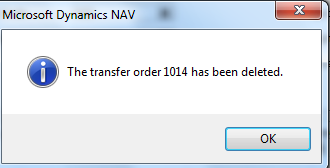 Microsoft Dynamics NAV
The transfer order 1014 has been deleted.
OK